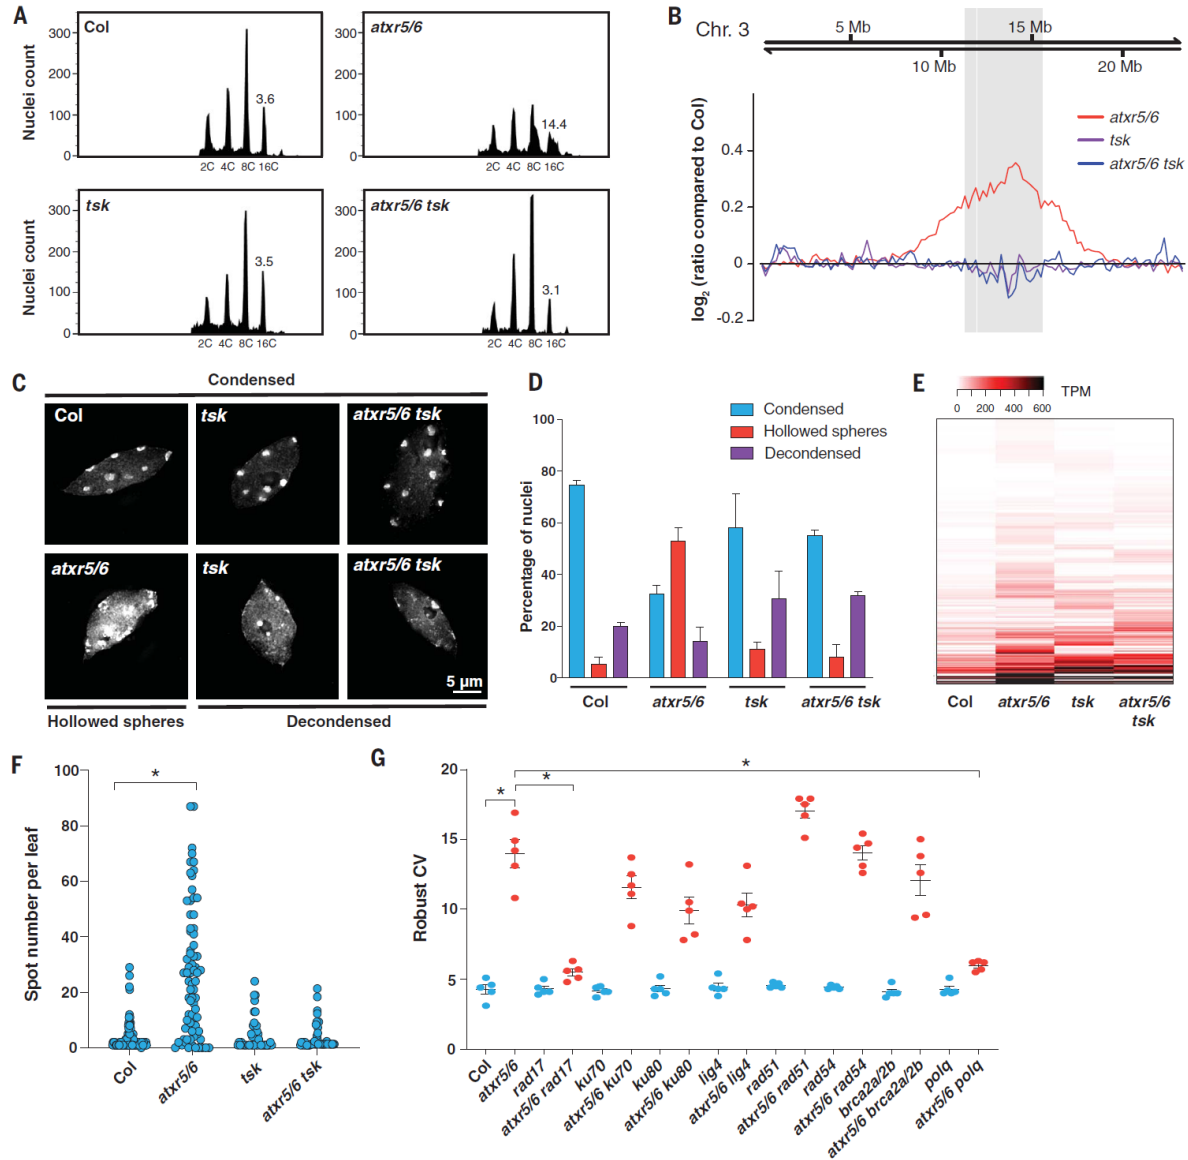 A
Nuclei count
300
200
100
0
Col
3.6
2C 4C 8C 16C
300
200
100
0
atxr5/6
14.4
2C 4C 8C 16C
Nuclei count
300
200
100
0
tsk
3.5
2C 4C 8C 16C
300
200
100
0
atxr5/6 tsk
3.1
2C 4C 8C 16C
B
Chr. 3
5 Mb
15 Mb
10 Mb
20 Mb
log2 (ratio compared to Col)
0.4
0.2
0
-0.2
atxr5/6
tsk
atxr5/6 tsk
C
Condensed
Col
tsk
atxr5/6 tsk
atxr5/6
tsk
atxr5/6 tsk
5 µm
Hollowed spheres
Decondensed
D
Percentage of nuclei
100
80
60
40
20
0
Condensed
Hollowed spheres
Decondensed
Col
atxr5/6
tsk
atxr5/6 tsk
E
TPM
0 200 400 600
Col
atxr5/6
tsk
atxr5/6
tsk
F
Spot number per leaf
100
80
60
40
20
0
*
Col
atxr5/6
tsk
atxr5/6 tsk
G
Robust CV
20
15
10
5
0
*
*
*
Col
atxr5/6
rad17
atxr5/6 rad17
ku70
atxr5/6 ku70
ku80
atxr5/6 ku80
lig4
atxr5/6 lig4
rad51
atxr5/6 rad51
rad54
atxr5/6 rad54
brca2a/2b
atxr5/6 brca2a/2b
polq
atxr5/6 polq